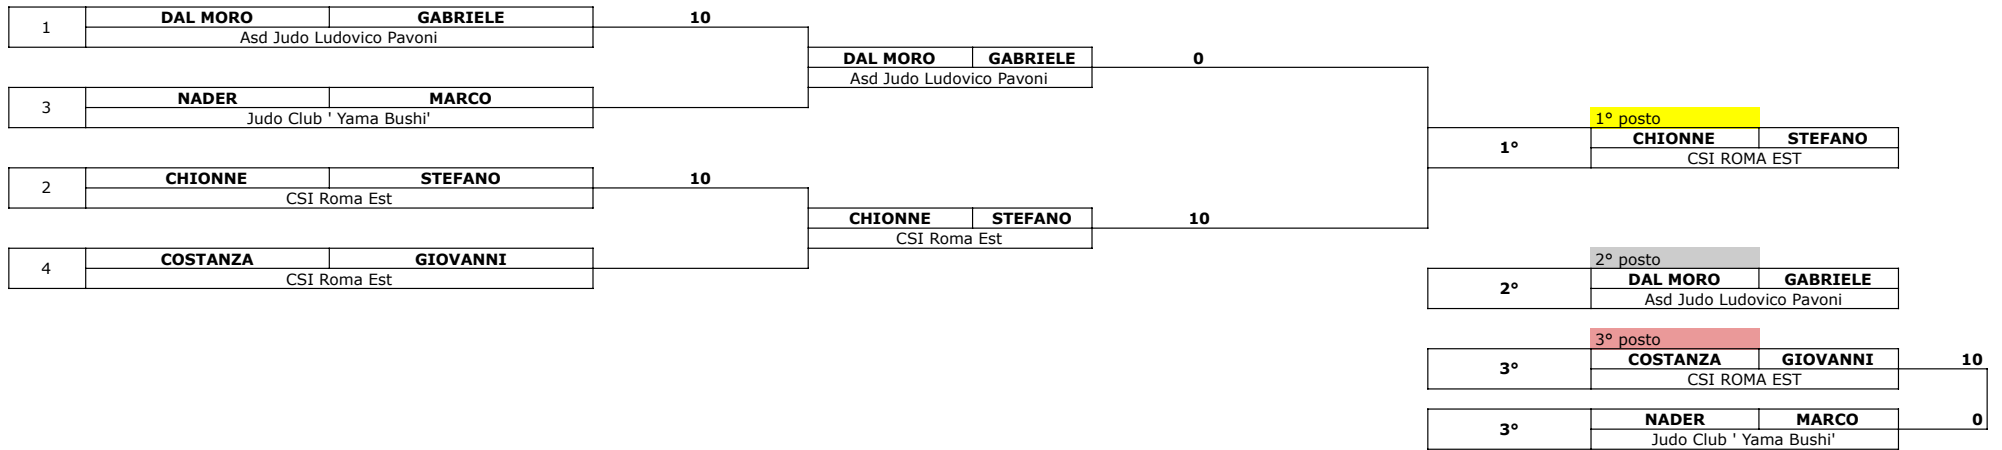 1 DAL MORO GABRIELE 10
Asd Judo Ludovico Pavoni
DAL MORO GABRIELE 0
Asd Judo Ludovico Pavoni
3 NADER MARCO
Judo Club ' Yama Bushi'
1° posto
1° CHIONNE STEFANO
CSI ROMA EST
2 CHIONNE STEFANO 10
CSI Roma Est
CHIONNE STEFANO 10
CSI Roma Est
4 COSTANZA GIOVANNI
CSI Roma Est
2° posto
2° DAL MORO GABRIELE
Asd Judo Ludovico Pavoni
3° posto
3° COSTANZA GIOVANNI 10
CSI ROMA EST
3° NADER MARCO 0
Judo Club ' Yama Bushi'